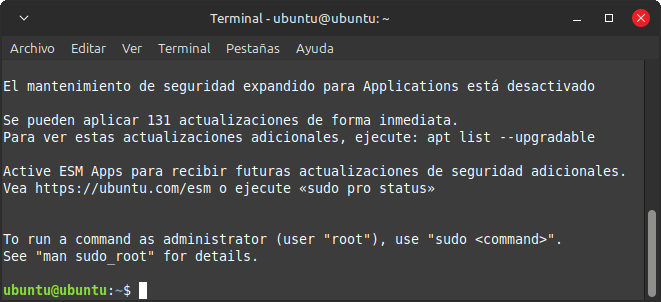 Terminal - ubuntu@ubuntu: ~
Archivo Editar Ver Terminal Pestañas Ayuda
El mantenimiento de seguridad expandido para Applications está desactivado
Se pueden aplicar 131 actualizaciones de forma inmediata.
Para ver estas actualizaciones adicionales, ejecute: apt list --upgradable
Active ESM Apps para recibir futuras actualizaciones de seguridad adicionales.
Vea https://ubuntu.com/esm o ejecute «sudo pro status»
To run a command as administrator (user "root"), use "sudo <command>".
See "man sudo_root" for details.
ubuntu@ubuntu:~$